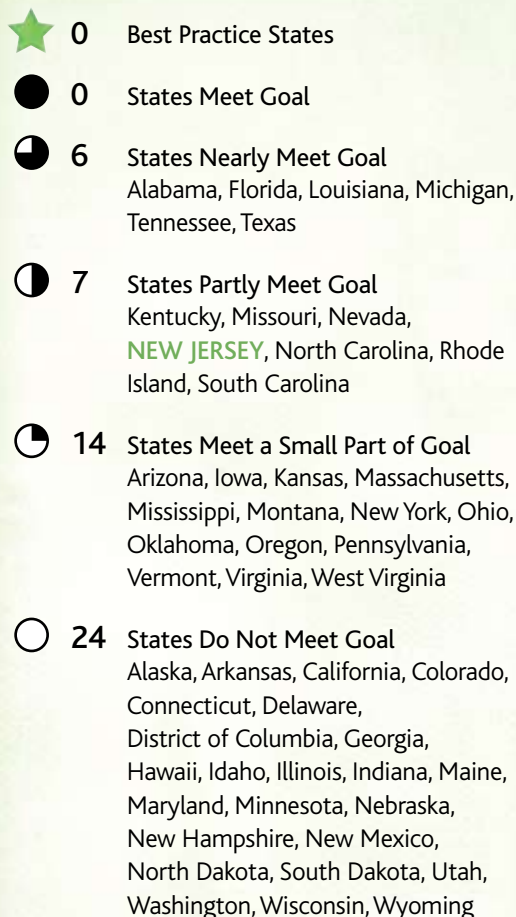 0 Best Practice States
0 States Meet Goal
6 States Nearly Meet Goal
Alabama, Florida, Louisiana, Michigan,
Tennessee, Texas
7 States Partly Meet Goal
Kentucky, Missouri, Nevada,
NEW JERSEY, North Carolina, Rhode
Island, South Carolina
14 States Meet a Small Part of Goal
Arizona, Iowa, Kansas, Massachusetts,
Mississippi, Montana, New York, Ohio,
Oklahoma, Oregon, Pennsylvania,
Vermont, Virginia, West Virginia
24 States Do Not Meet Goal
Alaska, Arkansas, California, Colorado,
Connecticut, Delaware,
District of Columbia, Georgia,
Hawaii, Idaho, Illinois, Indiana, Maine,
Maryland, Minnesota, Nebraska,
New Hampshire, New Mexico,
North Dakota, South Dakota, Utah,
Washington, Wisconsin, Wyoming